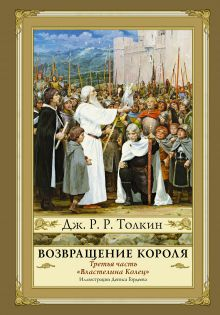 Дж. Р. Р. Толкин
ВОЗВРАЩЕНИЕ КОРОЛЯ
Третья часть
«Властелина Колец»
Иллюстрации Дениса Гордеева